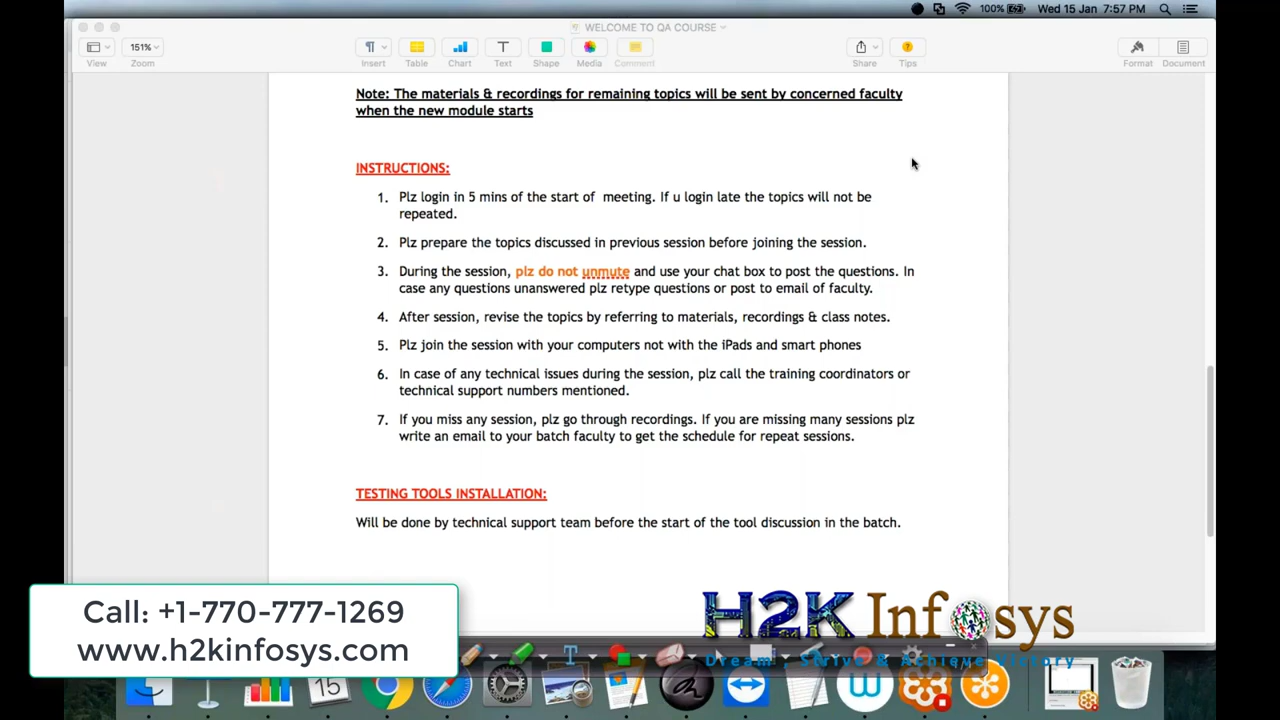 100% Wed 15 Jan 7:57 PM
WELCOME TO QA COURSE
151%
View Zoom Insert Table Chart Text Shape Media Comment Share Tips Format Document
Note: The materials & recordings for remaining topics will be sent by concerned faculty
when the new module starts
INSTRUCTIONS:
1. Plz login in 5 mins of the start of meeting. If u login late the topics will not be
repeated.
2. Plz prepare the topics discussed in previous session before joining the session.
3. During the session, plz do not unmute and use your chat box to post the questions. In
case any questions unanswered plz retype questions or post to email of faculty.
4. After session, revise the topics by referring to materials, recordings & class notes.
5. Plz join the session with your computers not with the iPads and smart phones
6. In case of any technical issues during the session, plz call the training coordinators or
technical support numbers mentioned.
7. If you miss any session, plz go through recordings. If you are missing many sessions plz
write an email to your batch faculty to get the schedule for repeat sessions.
TESTING TOOLS INSTALLATION:
Will be done by technical support team before the start of the tool discussion in the batch.
Call: +1-770-777-1269
www.h2kinfosys.com
H2K Infosys
Dream, Strive & Achieve Victory
15